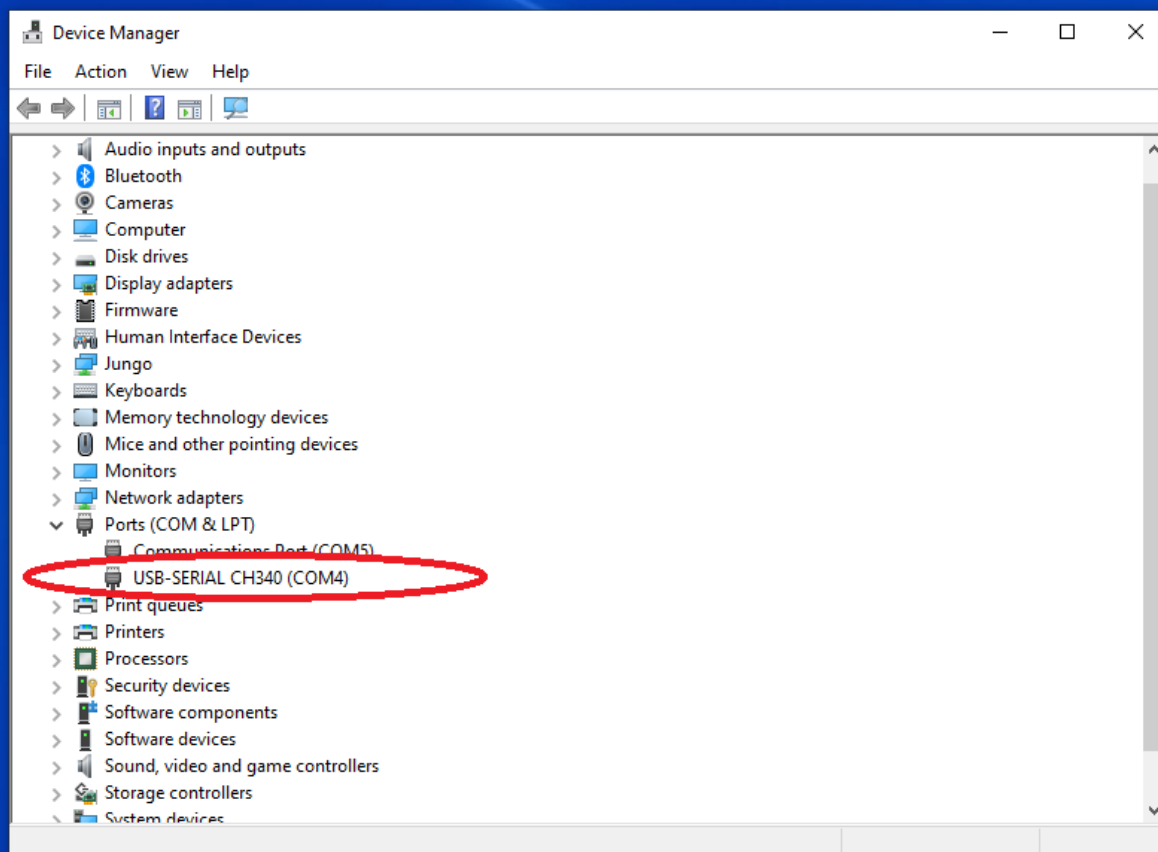 Device Manager
File Action View Help
Audio inputs and outputs
Bluetooth
Cameras
Computer
Disk drives
Display adapters
Firmware
Human Interface Devices
Jungo
Keyboards
Memory technology devices
Mice and other pointing devices
Monitors
Network adapters
Ports (COM & LPT)
Communications Port (COM5)
USB-SERIAL CH340 (COM4)
Print queues
Printers
Processors
Security devices
Software components
Software devices
Sound, video and game controllers
Storage controllers
System devices